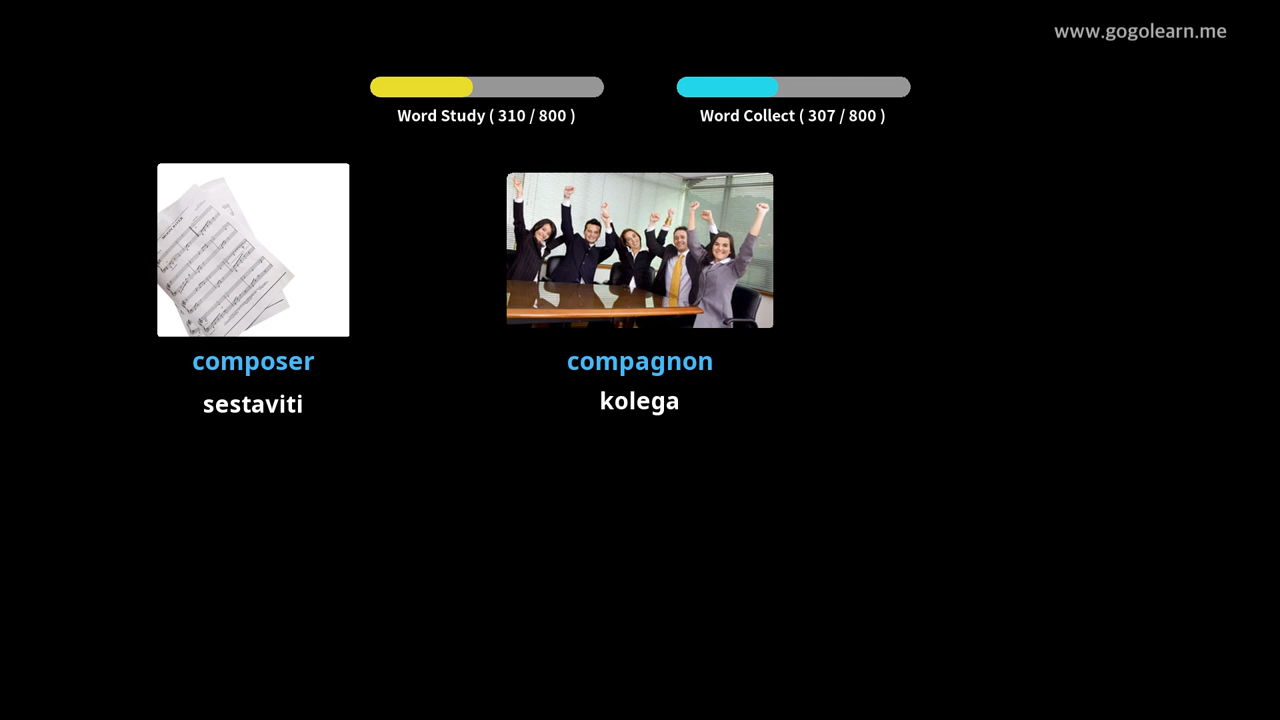 www.gogolearn.me
Word Study ( 310 / 800 )
Word Collect ( 307 / 800 )
composer
sestaviti
compagnon
kolega